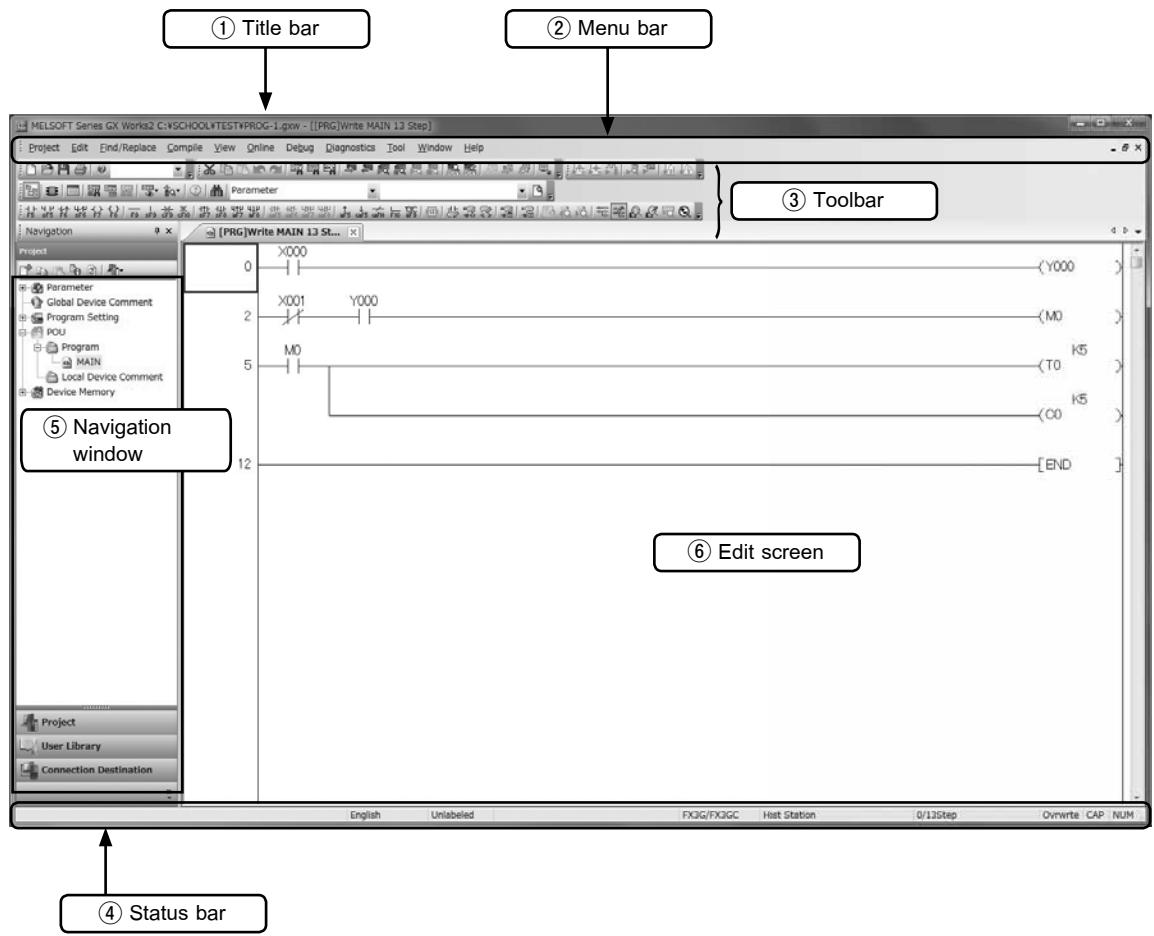 ① Title bar
② Menu bar
MELSOFT Series GX Works2 C:¥SCHOOL¥TEST¥PROG-1.gxw - [[PRG]Write MAIN 13 Step]
Project Edit Find/Replace Compile View Online Debug Diagnostics Tool Window Help
Parameter
③ Toolbar
Navigation
[PRG]Write MAIN 13 St...
Project
Parameter
Global Device Comment
Program Setting
POU
Program
MAIN
Local Device Comment
Device Memory
0 X000 (Y000 )
2 X001 Y000 (M0 )
K5
5 M0 (T0 )
K5
(C0 )
12 [END ]
⑤ Navigation
window
⑥ Edit screen
Project
User Library
Connection Destination
English Unlabeled FX3G/FX3GC Host Station 0/13Step Ovrwrte CAP NUM
④ Status bar